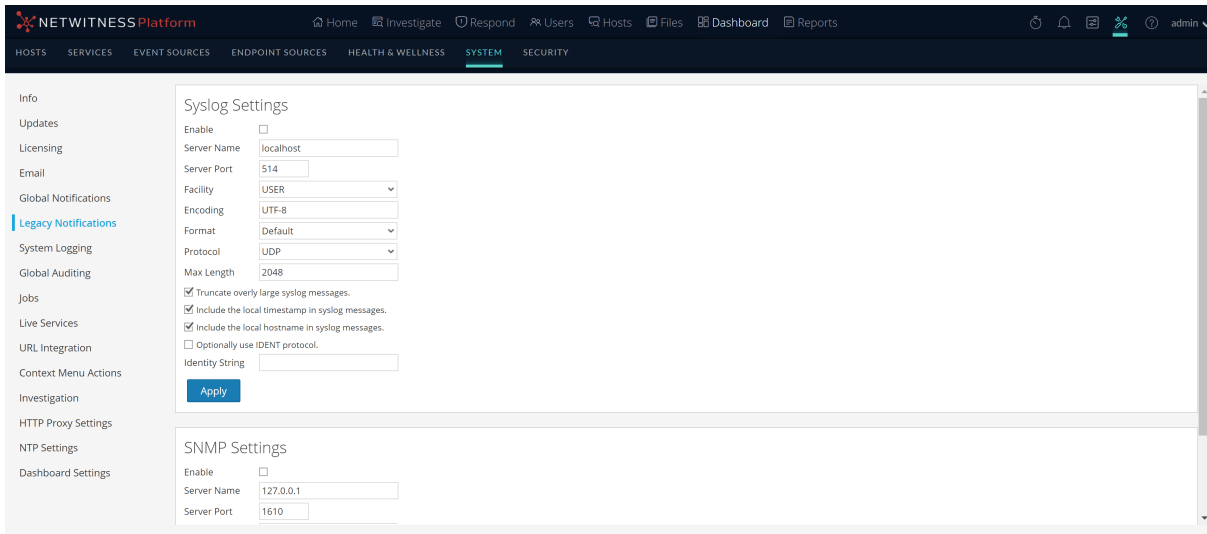 NETWITNESS Platform
Home Investigate Respond Users Hosts Files Dashboard Reports
admin
HOSTS SERVICES EVENT SOURCES ENDPOINT SOURCES HEALTH & WELLNESS SYSTEM SECURITY
Info
Updates
Licensing
Email
Global Notifications
Legacy Notifications
System Logging
Global Auditing
Jobs
Live Services
URL Integration
Context Menu Actions
Investigation
HTTP Proxy Settings
NTP Settings
Dashboard Settings
Syslog Settings
Enable
Server Name localhost
Server Port 514
Facility USER
Encoding UTF-8
Format Default
Protocol UDP
Max Length 2048
Truncate overly large syslog messages.
Include the local timestamp in syslog messages.
Include the local hostname in syslog messages.
Optionally use IDENT protocol.
Identity String
Apply
SNMP Settings
Enable
Server Name 127.0.0.1
Server Port 1610